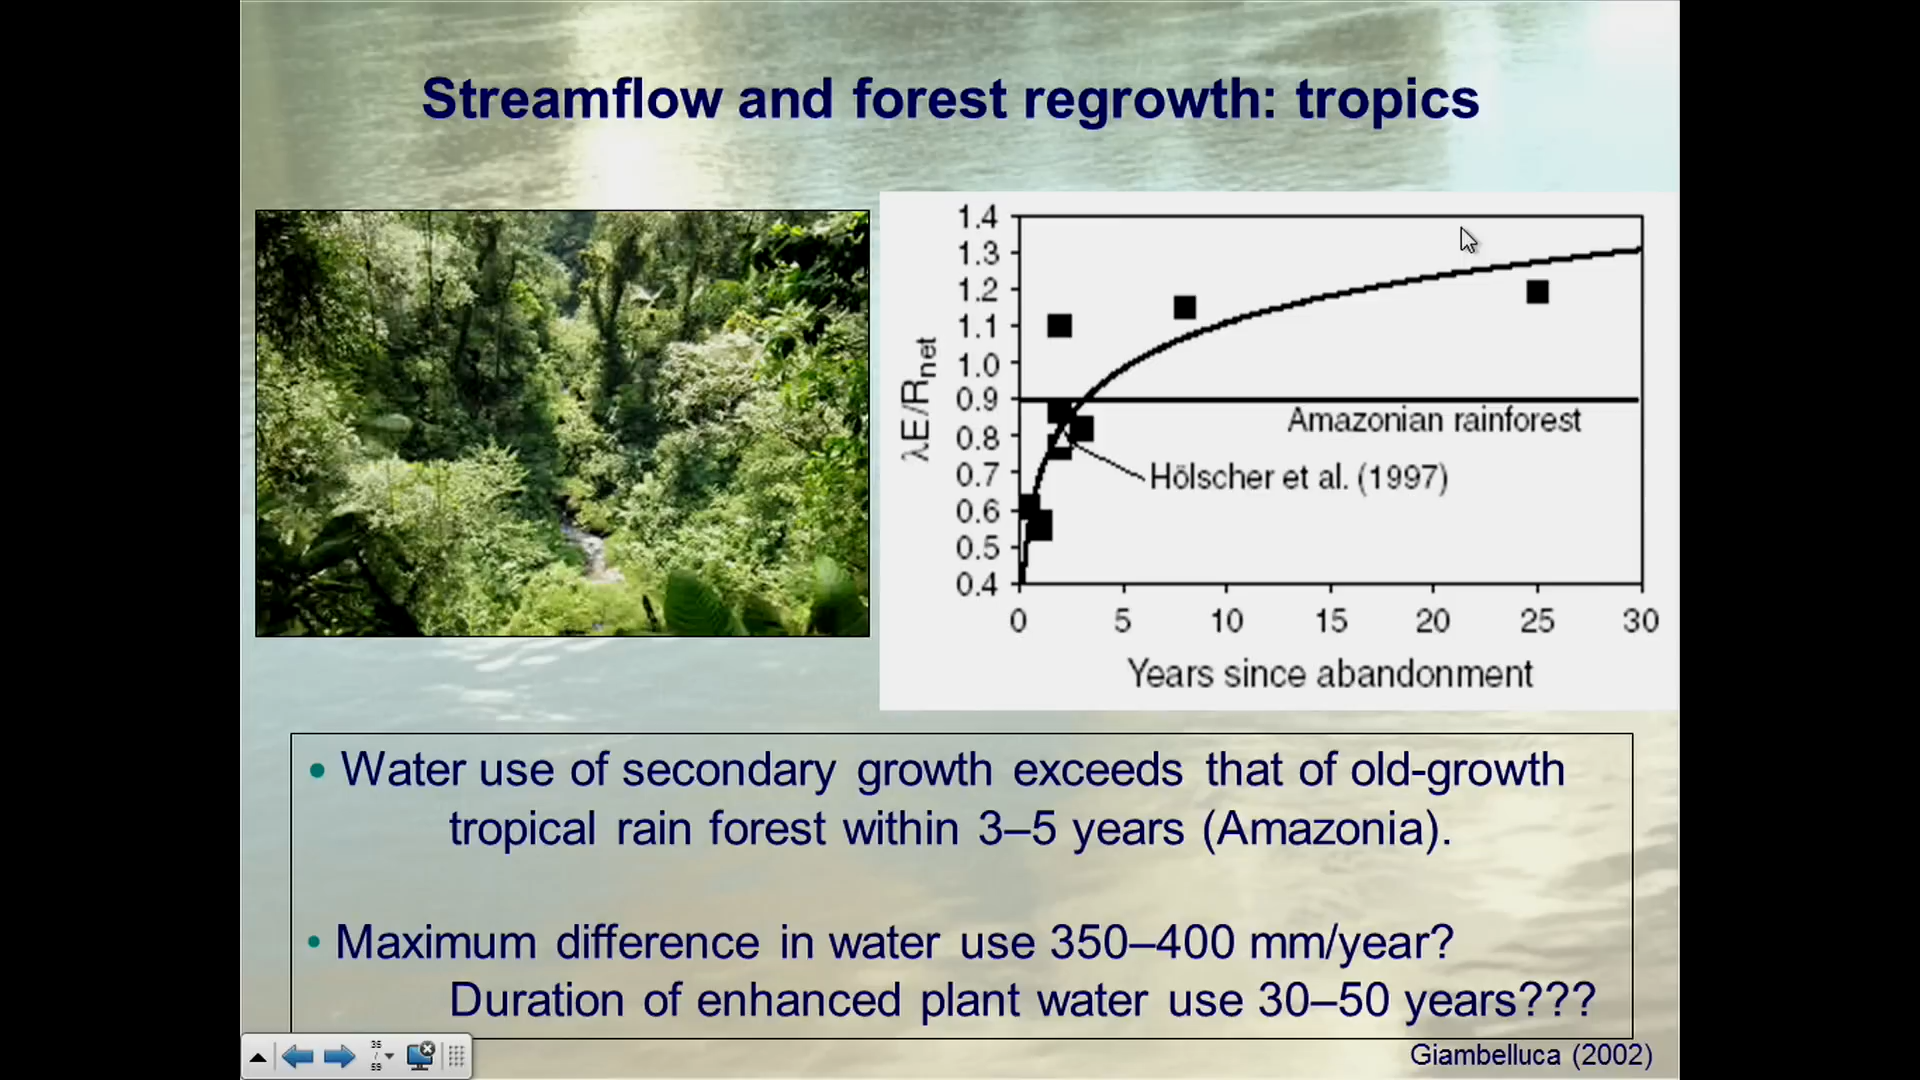 Streamflow and forest regrowth: tropics
1.4
1.3
1.2
1.1
1.0
0.9
0.8
0.7
0.6
0.5
0.4
λE/Rnet
Amazonian rainforest
Hölscher et al. (1997)
0 5 10 15 20 25 30
Years since abandonment
• Water use of secondary growth exceeds that of old-growth
tropical rain forest within 3–5 years (Amazonia).
• Maximum difference in water use 350–400 mm/year?
Duration of enhanced plant water use 30–50 years???
35
/
59
Giambelluca (2002)